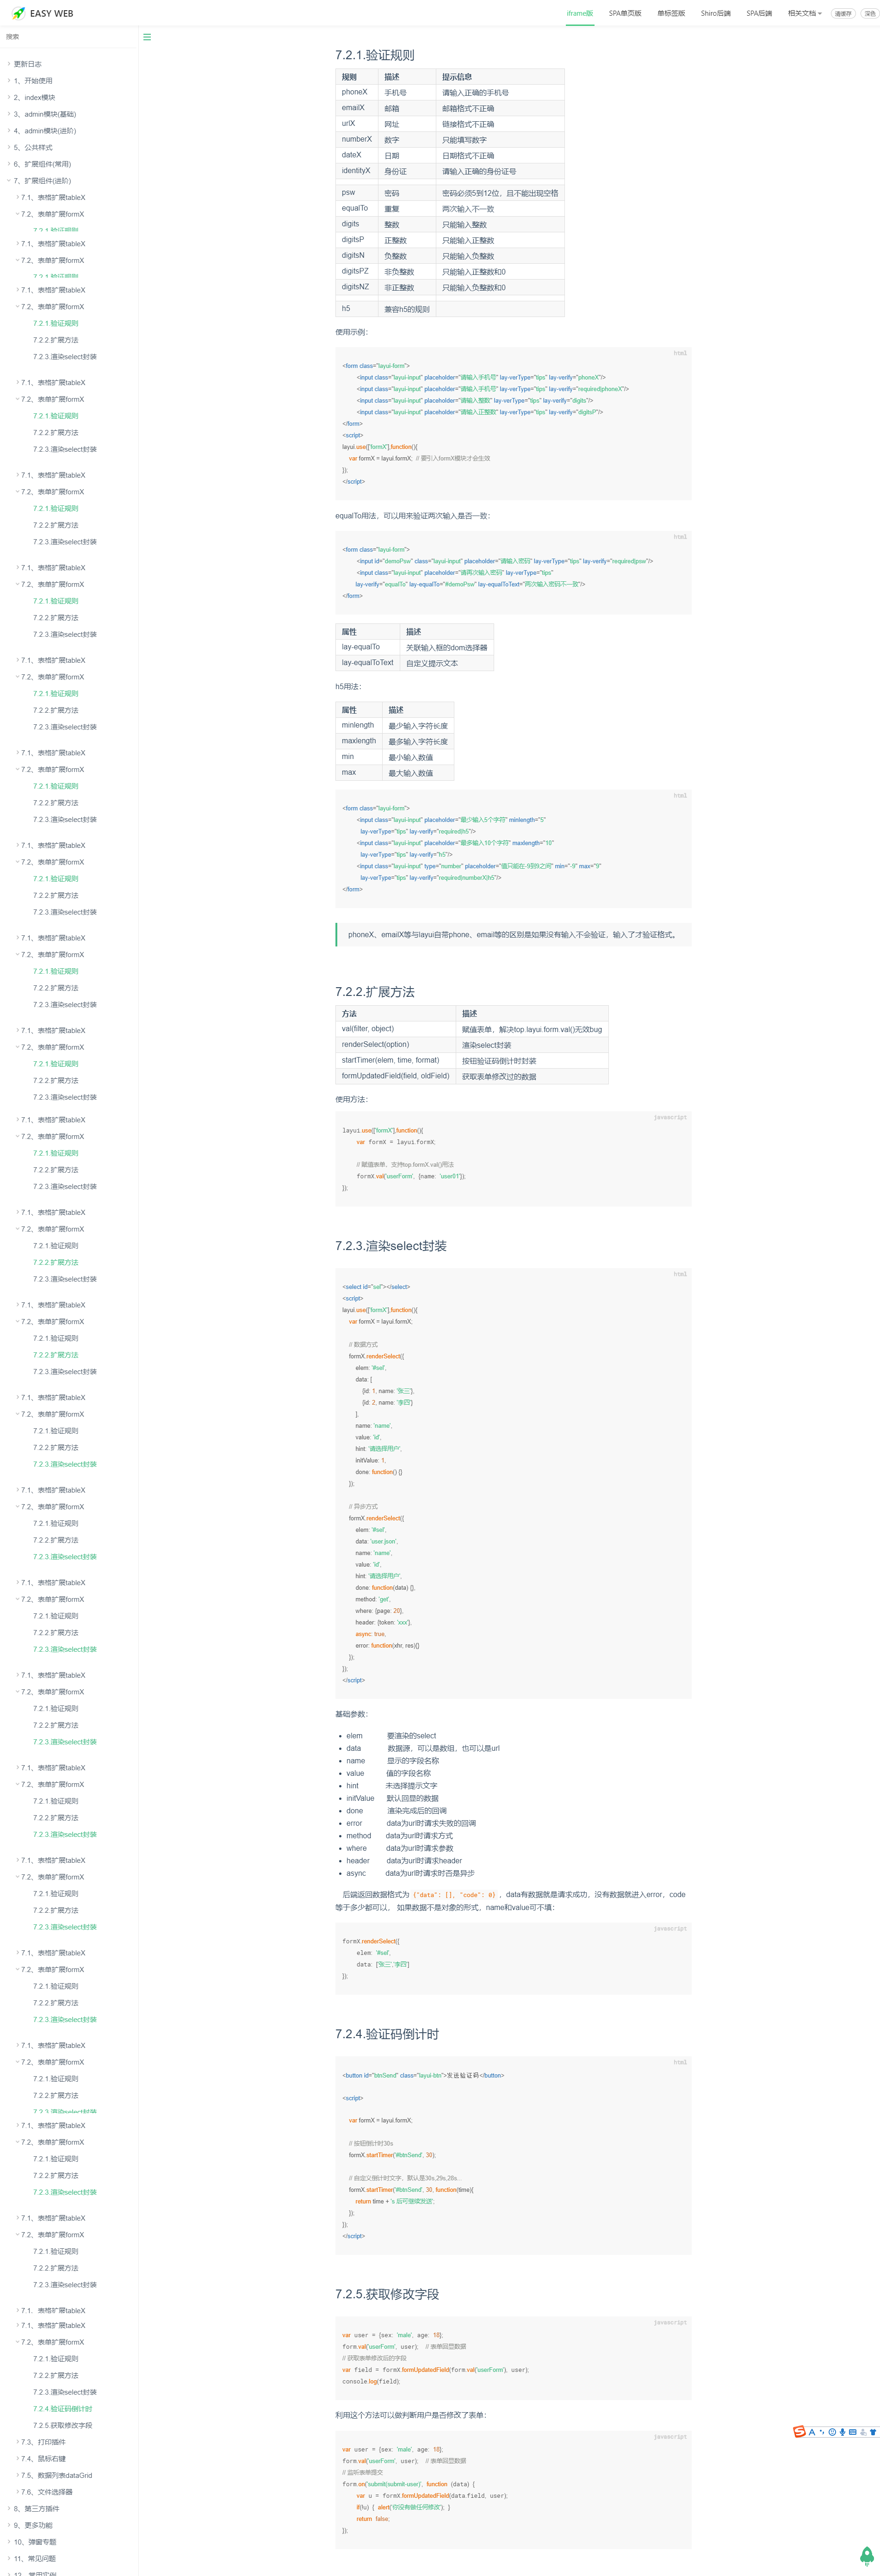 EASY WEB
iframe版 SPA单页版 单标签版 Shiro后端 SPA后端 相关文档 清缓存 深色
搜索
更新日志
1、开始使用
2、index模块
3、admin模块(基础)
4、admin模块(进阶)
5、公共样式
6、扩展组件(常用)
7、扩展组件(进阶)
7.1、表格扩展tableX
7.2、表单扩展formX
7.2.1.验证规则
7.2.2.扩展方法
7.2.3.渲染select封装
7.2.4.验证码倒计时
7.2.5.获取修改字段
7.3、打印插件
7.4、鼠标右键
7.5、数据列表dataGrid
7.6、文件选择器
8、第三方插件
9、更多功能
10、弹窗专题
11、常见问题
12、常用实例
7.2.1.验证规则
规则 描述 提示信息
phoneX 手机号 请输入正确的手机号
emailX 邮箱 邮箱格式不正确
urlX 网址 链接格式不正确
numberX 数字 只能填写数字
dateX 日期 日期格式不正确
identityX 身份证 请输入正确的身份证号
psw 密码 密码必须5到12位，且不能出现空格
equalTo 重复 两次输入不一致
digits 整数 只能输入整数
digitsP 正整数 只能输入正整数
digitsN 负整数 只能输入负整数
digitsPZ 非负整数 只能输入正整数和0
digitsNZ 非正整数 只能输入负整数和0
h5 兼容h5的规则
使用示例：
html
<form class="layui-form">
<input class="layui-input" placeholder="请输入手机号" lay-verType="tips" lay-verify="phoneX"/>
<input class="layui-input" placeholder="请输入手机号" lay-verType="tips" lay-verify="required|phoneX"/>
<input class="layui-input" placeholder="请输入整数" lay-verType="tips" lay-verify="digits"/>
<input class="layui-input" placeholder="请输入正整数" lay-verType="tips" lay-verify="digitsP"/>
</form>
<script>
layui.use(['formX'],function(){
var formX = layui.formX; // 要引入formX模块才会生效
});
</script>
equalTo用法，可以用来验证两次输入是否一致：
html
<form class="layui-form">
<input id="demoPsw" class="layui-input" placeholder="请输入密码" lay-verType="tips" lay-verify="required|psw"/>
<input class="layui-input" placeholder="请再次输入密码" lay-verType="tips"
lay-verify="equalTo" lay-equalTo="#demoPsw" lay-equalToText="两次输入密码不一致"/>
</form>
属性 描述
lay-equalTo 关联输入框的dom选择器
lay-equalToText 自定义提示文本
h5用法：
属性 描述
minlength 最少输入字符长度
maxlength 最多输入字符长度
min 最小输入数值
max 最大输入数值
html
<form class="layui-form">
<input class="layui-input" placeholder="最少输入5个字符" minlength="5"
lay-verType="tips" lay-verify="required|h5"/>
<input class="layui-input" placeholder="最多输入10个字符" maxlength="10"
lay-verType="tips" lay-verify="h5"/>
<input class="layui-input" type="number" placeholder="值只能在-9到9之间" min="-9" max="9"
lay-verType="tips" lay-verify="required|numberX|h5"/>
</form>
phoneX、emailX等与layui自带phone、email等的区别是如果没有输入不会验证，输入了才验证格式。
7.2.2.扩展方法
方法 描述
val(filter, object) 赋值表单，解决top.layui.form.val()无效bug
renderSelect(option) 渲染select封装
startTimer(elem, time, format) 按钮验证码倒计时封装
formUpdatedField(field, oldField) 获取表单修改过的数据
使用方法：
javascript
layui.use(['formX'],function(){
var formX = layui.formX;
// 赋值表单，支持top.formX.val()用法
formX.val('userForm', {name: 'user01'});
});
7.2.3.渲染select封装
html
<select id="sel"></select>
<script>
layui.use(['formX'],function(){
var formX = layui.formX;
// 数据方式
formX.renderSelect({
elem: '#sel',
data: [
{id: 1, name: '张三'},
{id: 2, name: '李四'}
],
name: 'name',
value: 'id',
hint: '请选择用户',
initValue: 1,
done: function() {}
});
// 异步方式
formX.renderSelect({
elem: '#sel',
data: 'user.json',
name: 'name',
value: 'id',
hint: '请选择用户',
done: function(data) {},
method: 'get',
where: {page: 20},
header: {token: 'xxx'},
async: true,
error: function(xhr, res){}
});
});
</script>
基础参数：
elem 要渲染的select
data 数据源，可以是数组，也可以是url
name 显示的字段名称
value 值的字段名称
hint 未选择提示文字
initValue 默认回显的数据
done 渲染完成后的回调
error data为url时请求失败的回调
method data为url时请求方式
where data为url时请求参数
header data为url时请求header
async data为url时请求时否是异步
后端返回数据格式为 {"data": [], "code": 0} ，data有数据就是请求成功，没有数据就进入error，code
等于多少都可以， 如果数据不是对象的形式，name和value可不填：
javascript
formX.renderSelect({
elem: '#sel',
data: ['张三','李四']
});
7.2.4.验证码倒计时
html
<button id="btnSend" class="layui-btn">发送验证码</button>
<script>
var formX = layui.formX;
// 按钮倒计时30s
formX.startTimer('#btnSend', 30);
// 自定义倒计时文字，默认是30s,29s,28s...
formX.startTimer('#btnSend', 30, function(time){
return time + 's 后可继续发送';
});
});
</script>
7.2.5.获取修改字段
javascript
var user = {sex: 'male', age: 18};
form.val('userForm', user); // 表单回显数据
// 获取表单修改后的字段
var field = formX.formUpdatedField(form.val('userForm'), user);
console.log(field);
利用这个方法可以做判断用户是否修改了表单：
javascript
var user = {sex: 'male', age: 18};
form.val('userForm', user); // 表单回显数据
// 监听表单提交
form.on('submit(submit-user)', function (data) {
var u = formX.formUpdatedField(data.field, user);
if(!u) { alert('你没有做任何修改'); }
return false;
});